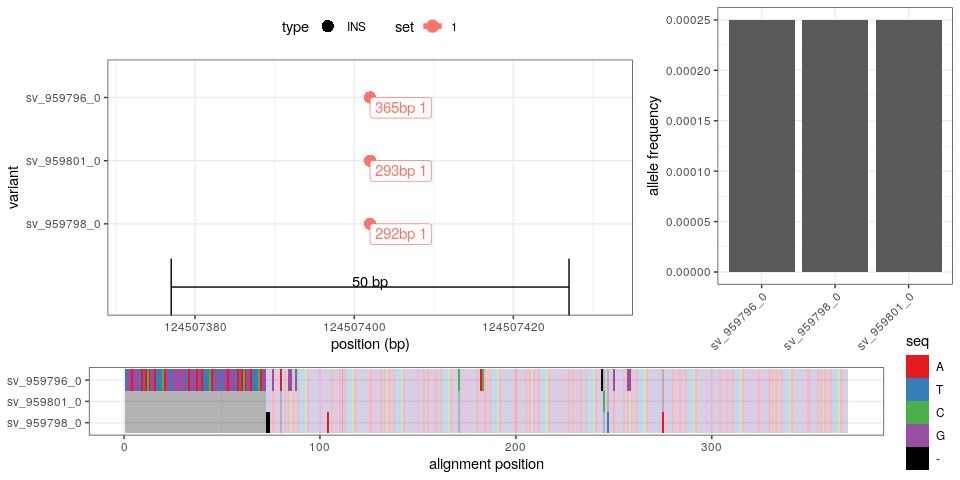 type INS set 1
sv_959796_0
365bp 1
sv_959801_0
293bp 1
sv_959798_0
292bp 1
variant
50 bp
124507380 124507400 124507420
position (bp)
0.00025
0.00020
0.00015
0.00010
0.00005
0.00000
allele frequency
sv_959796_0 sv_959798_0 sv_959801_0
sv_959796_0
sv_959801_0
sv_959798_0
0 100 200 300
alignment position
seq
A
T
C
G
-